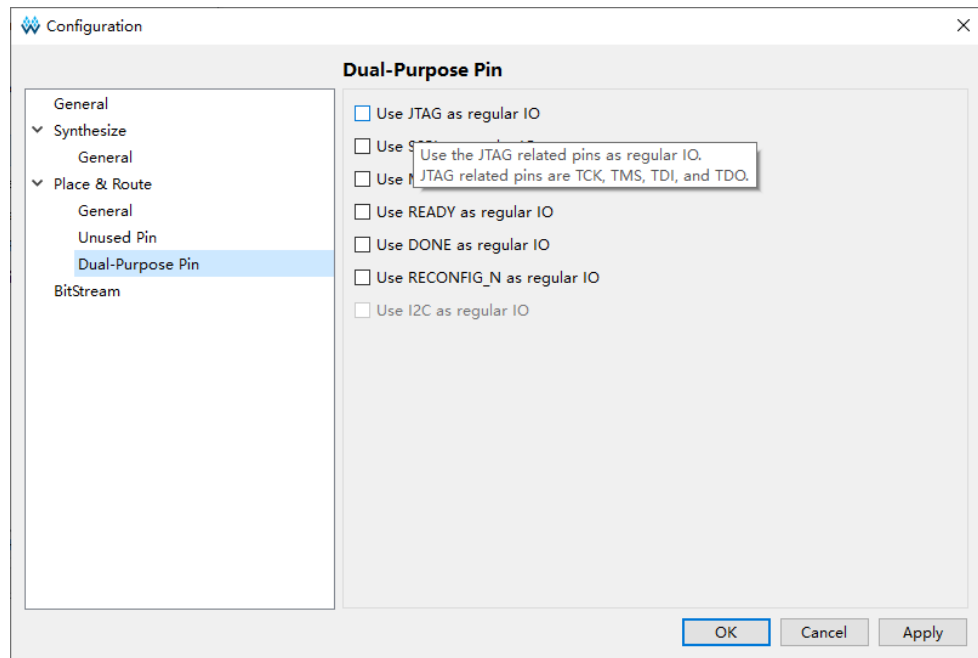 Configuration
Dual-Purpose Pin
General
Synthesize
General
Place & Route
General
Unused Pin
Dual-Purpose Pin
BitStream
Use JTAG as regular IO
Use
Use the JTAG related pins as regular IO.
JTAG related pins are TCK, TMS, TDI, and TDO.
Use
Use READY as regular IO
Use DONE as regular IO
Use RECONFIG_N as regular IO
Use I2C as regular IO
OK
Cancel
Apply